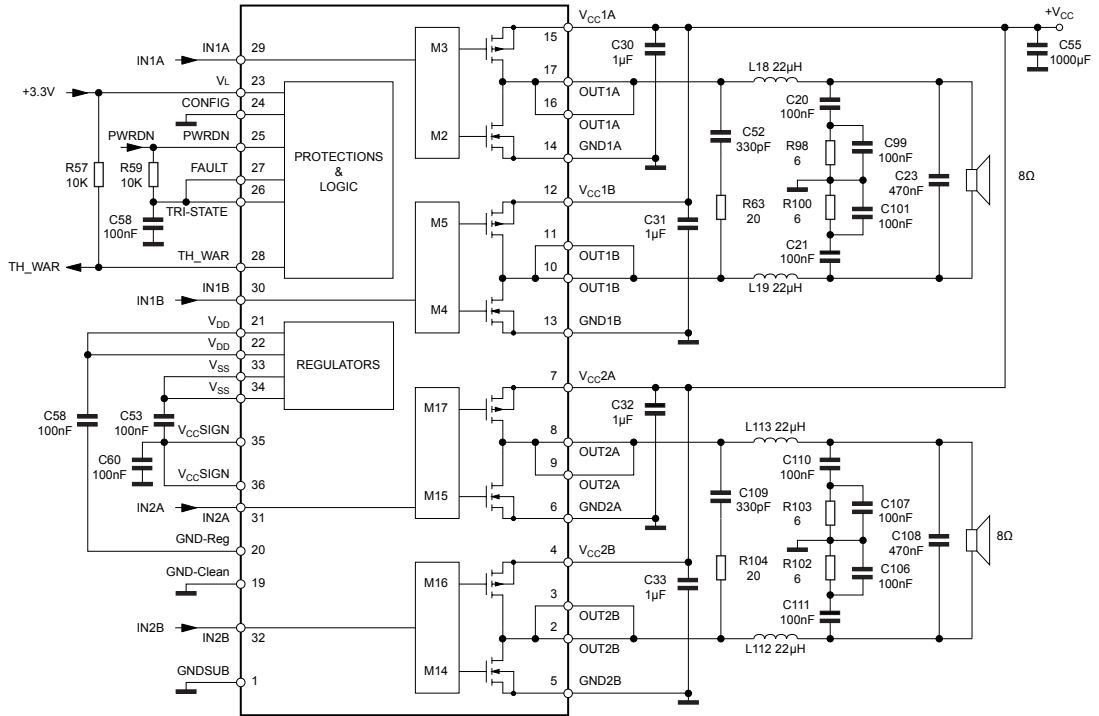 IN1A
IN1A
29
VL
23
+3.3V
CONFIG
24
PWRDN
PWRDN
25
R57
10K
R59
10K
FAULT
27
26
TRI-STATE
C58
100nF
TH_WAR
TH_WAR
28
PROTECTIONS
&
LOGIC
IN1B
IN1B
30
VDD
21
VDD
22
VSS
33
VSS
34
REGULATORS
C58
100nF
C53
100nF
VCCSIGN
35
C60
100nF
VCCSIGN
36
IN2A
IN2A
31
GND-Reg
20
GND-Clean
19
IN2B
IN2B
32
GNDSUB
1
M3
M2
M5
M4
M17
M15
M16
M14
15
VCC1A
17
OUT1A
16
OUT1A
14
GND1A
12
VCC1B
11
OUT1B
10
OUT1B
13
GND1B
7
VCC2A
8
OUT2A
9
OUT2A
6
GND2A
4
VCC2B
3
OUT2B
2
OUT2B
5
GND2B
C30
1µF
C31
1µF
C32
1µF
C33
1µF
+VCC
C55
1000µF
L18 22µH
C20
100nF
C52
330pF
R98
6
C99
100nF
C23
470nF
8Ω
R63
20
R100
6
C101
100nF
C21
100nF
L19 22µH
L113 22µH
C110
100nF
C109
330pF
R103
6
C107
100nF
C108
470nF
8Ω
R104
20
R102
6
C106
100nF
C111
100nF
L112 22µH